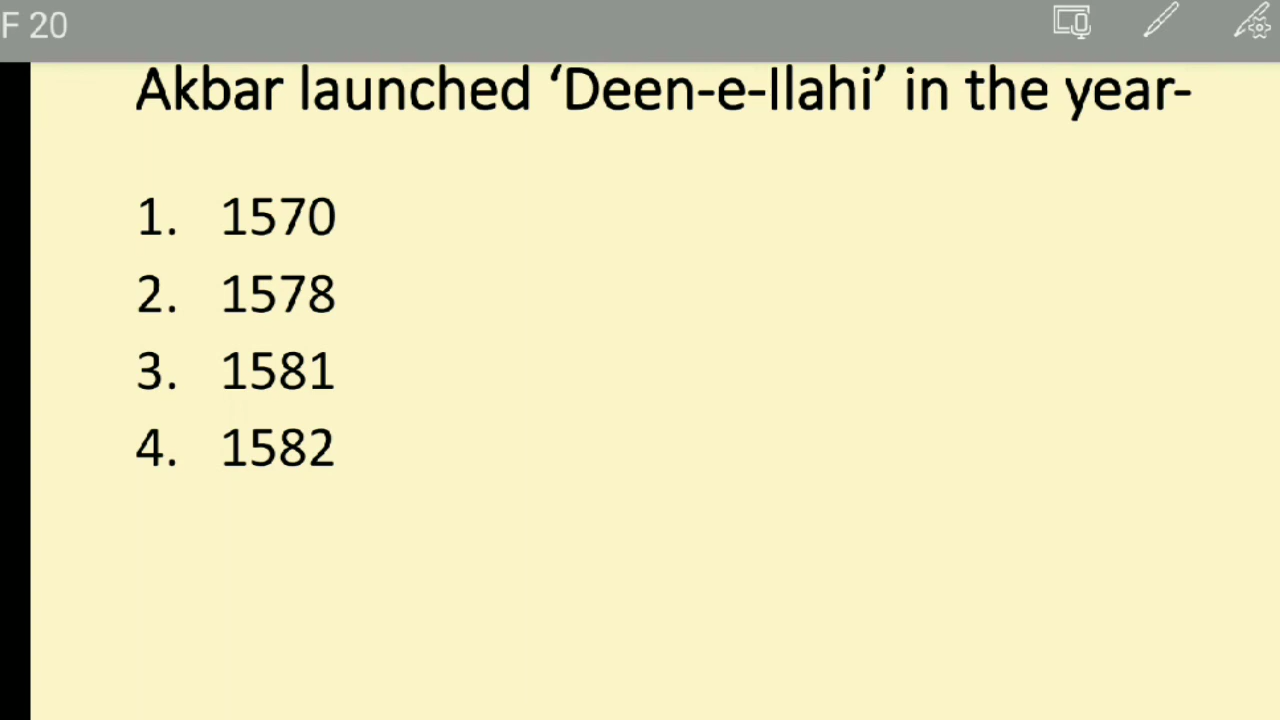 F 20
Akbar launched ‘Deen-e-Ilahi’ in the year-
1. 1570
2. 1578
3. 1581
4. 1582